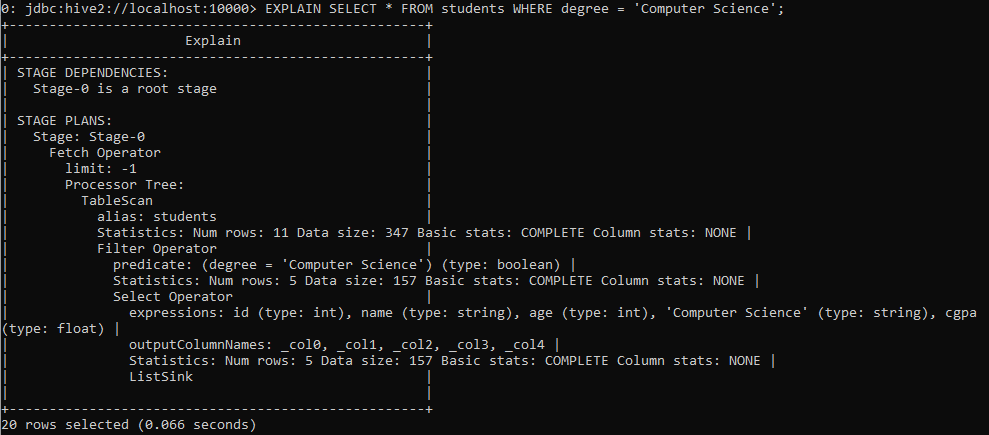 0: jdbc:hive2://localhost:10000> EXPLAIN SELECT * FROM students WHERE degree = 'Computer Science';
+----------------------------------------------------+
|                      Explain                       |
+----------------------------------------------------+
| STAGE DEPENDENCIES:                                |
|   Stage-0 is a root stage                          |
|                                                    |
| STAGE PLANS:                                       |
|   Stage: Stage-0                                   |
|     Fetch Operator                                 |
|       limit: -1                                    |
|       Processor Tree:                              |
|         TableScan                                  |
|           alias: students                          |
|           Statistics: Num rows: 11 Data size: 347 Basic stats: COMPLETE Column stats: NONE |
|           Filter Operator                          |
|             predicate: (degree = 'Computer Science') (type: boolean) |
|             Statistics: Num rows: 5 Data size: 157 Basic stats: COMPLETE Column stats: NONE |
|             Select Operator                        |
|               expressions: id (type: int), name (type: string), age (type: int), 'Computer Science' (type: string), cgpa
(type: float) |
|               outputColumnNames: _col0, _col1, _col2, _col3, _col4 |
|               Statistics: Num rows: 5 Data size: 157 Basic stats: COMPLETE Column stats: NONE |
|               ListSink                             |
|                                                    |
+----------------------------------------------------+
20 rows selected (0.066 seconds)